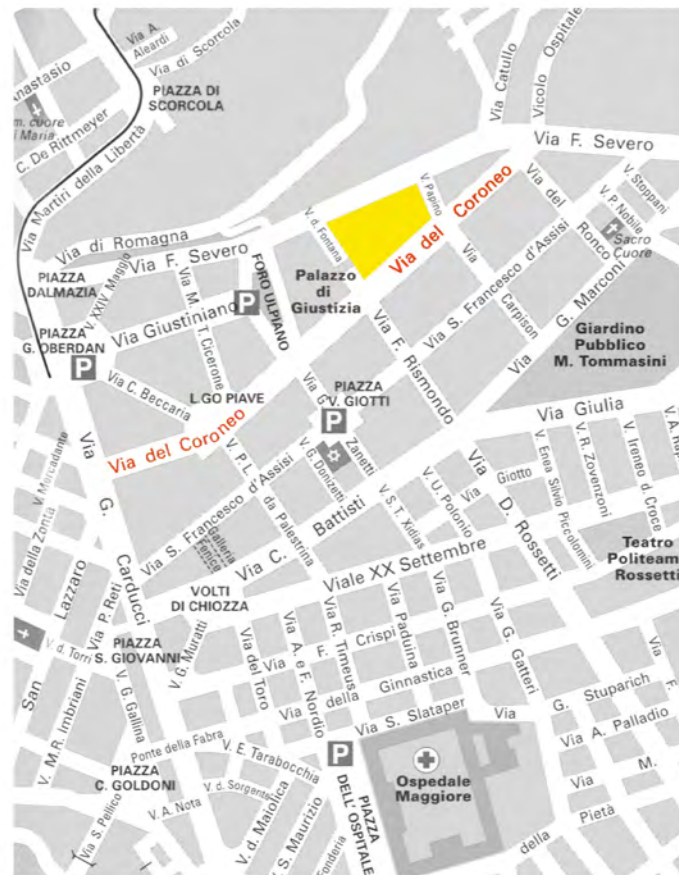 Via A.
Aleardi
Via di Scorcola
Anastasio
PIAZZA DI
SCORCOLA
m. cuore
di Maria
C. De Rittmeyer
Via Martiri della Libertà
Via Catullo
Vicolo Ospitale
Via F. Severo
V. Stoppani
V. P. Nobile
Sacro
Cuore
V. Papino
Via del Coroneo
Via del
Ronco
V. d. Fontana
Via di Romagna
Via F. Severo
FORO ULPIANO
Palazzo
di
Giustizia
Via
Carpison
Via S. Francesco d'Assisi
Via G. Marconi
Giardino
Pubblico
M. Tommasini
PIAZZA
DALMAZIA
V. XXIV Maggio
Via M.
T. Cicerone
Via Giustiniano
P
PIAZZA
G. OBERDAN
P
Via C. Beccaria
L.GO PIAVE
Via F. Rismondo
PIAZZA
V. GIOTTI
P
Via G.
Zanetti
V. G. Donizetti
Via del Coroneo
V. P.L.
da Palestrina
Via S. Francesco d'Assisi
Galleria
Fenice
Via C. Battisti
V. S.T. Xidias
V. U. Polonio
Via
Giotto
Via Giulia
V. Enea Silvio Piccolomini
V. R. Zovenzoni
V. Ireneo d. Croce
V. A. Ra
Via D. Rossetti
Teatro
Politeam
Rossetti
V. Mercadante
Via della Zonta
Via G. Carducci
San Lazzaro
Via P. Reti
V. d. Torri
V. M.R. Imbriani
PIAZZA
S. GIOVANNI
V. G. Gallina
VOLTI
DI CHIOZZA
V. G. Muratti
Viale XX Settembre
Via del Toro
Via A. e F. Nordio
Via R. Timeus
Via F. Crispi
Via Paduina
Via G. Brunner
Via G. Gatteri
Via della Ginnastica
Via S. Slataper
Via
G. Stuparich
Via A. Palladio
Via
F
Via M.
Ponte della Fabra
V. E. Tarabocchia
PIAZZA
C. GOLDONI
V. d. Sorgente
V. A. Nota
Via S. Pellico
V. d. Maiolica
V. S. Maurizio
Fonderia
P
PIAZZA
DELL'OSPITALE
Ospedale
Maggiore
della Pietà